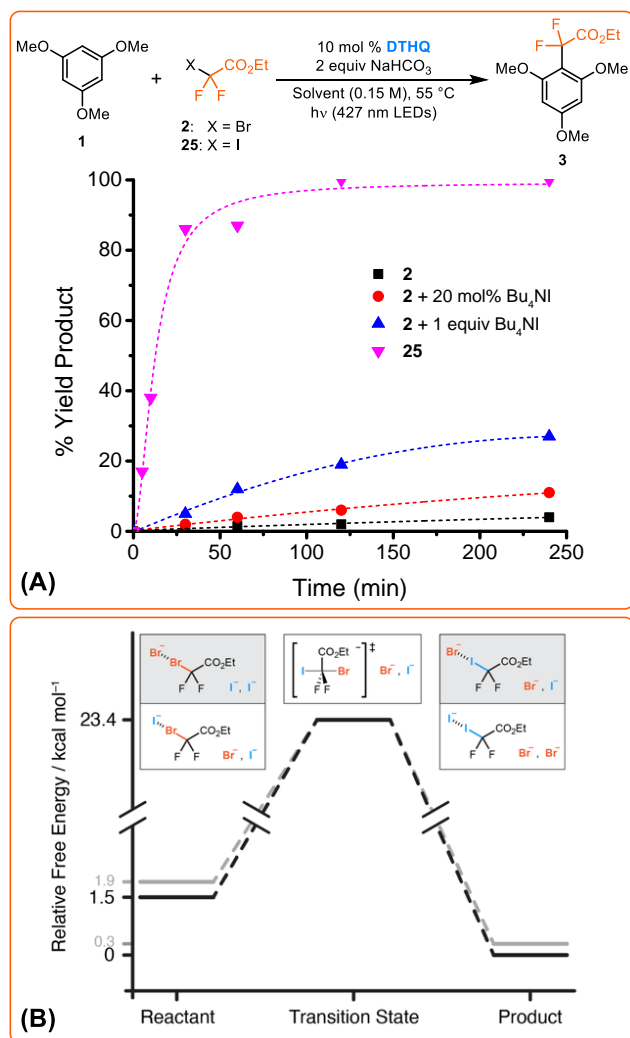 OMe
MeO
OMe
1
+
X
CO₂Et
F
F
2: X = Br
25: X = I
10 mol % DTHQ
2 equiv NaHCO₃
Solvent (0.15 M), 55 °C
hν (427 nm LEDs)
F
F
CO₂Et
MeO
OMe
OMe
3
% Yield Product
100
80
60
40
20
0
2
2 + 20 mol% Bu₄NI
2 + 1 equiv Bu₄NI
25
0
50
100
150
200
250
Time (min)
(A)
Relative Free Energy / kcal mol⁻¹
23.4
1.9
1.5
0.3
0
Br⁻
Br
CO₂Et
F
F
I⁻, I⁻
I⁻
Br
CO₂Et
F
F
Br⁻, I⁻
CO₂Et
I
Br
F
F
−
‡
Br⁻, I⁻
Br⁻
I
CO₂Et
F
F
Br⁻, I⁻
I⁻
I
CO₂Et
F
F
Br⁻, Br⁻
Reactant
Transition State
Product
(B)